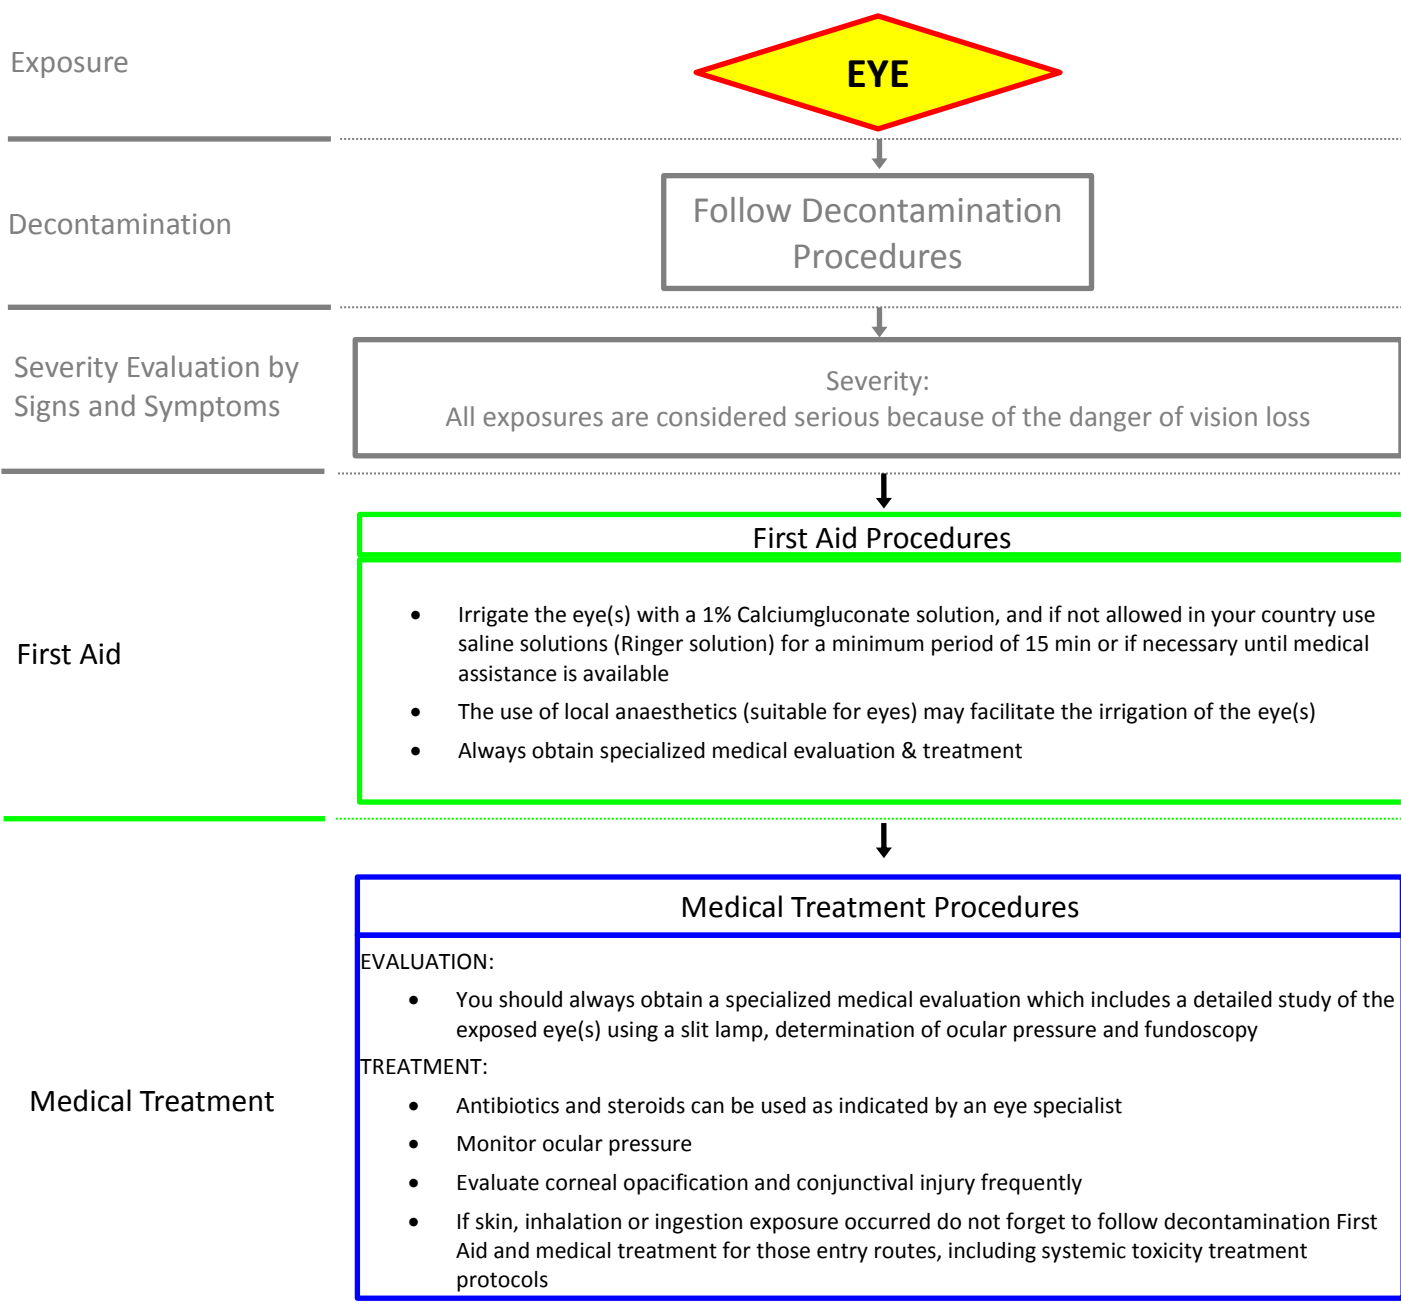 Exposure
EYE
Decontamination
Follow Decontamination
Procedures
Severity Evaluation by
Signs and Symptoms
Severity:
All exposures are considered serious because of the danger of vision loss
First Aid
First Aid Procedures
• Irrigate the eye(s) with a 1% Calciumgluconate solution, and if not allowed in your country use
saline solutions (Ringer solution) for a minimum period of 15 min or if necessary until medical
assistance is available
• The use of local anaesthetics (suitable for eyes) may facilitate the irrigation of the eye(s)
• Always obtain specialized medical evaluation & treatment
Medical Treatment
Medical Treatment Procedures
EVALUATION:
• You should always obtain a specialized medical evaluation which includes a detailed study of the
exposed eye(s) using a slit lamp, determination of ocular pressure and fundoscopy
TREATMENT:
• Antibiotics and steroids can be used as indicated by an eye specialist
• Monitor ocular pressure
• Evaluate corneal opacification and conjunctival injury frequently
• If skin, inhalation or ingestion exposure occurred do not forget to follow decontamination First
Aid and medical treatment for those entry routes, including systemic toxicity treatment
protocols